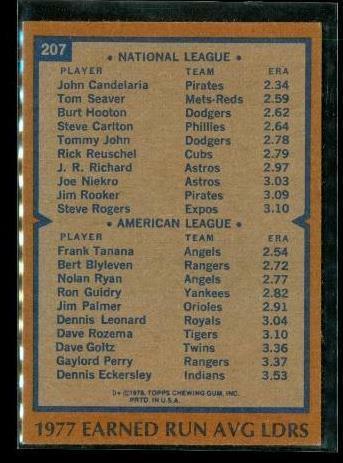 207
• NATIONAL LEAGUE •
PLAYER TEAM ERA
John Candelaria Pirates 2.34
Tom Seaver Mets-Reds 2.59
Burt Hooton Dodgers 2.62
Steve Carlton Phillies 2.64
Tommy John Dodgers 2.78
Rick Reuschel Cubs 2.79
J. R. Richard Astros 2.97
Joe Niekro Astros 3.03
Jim Rooker Pirates 3.09
Steve Rogers Expos 3.10
• AMERICAN LEAGUE •
PLAYER TEAM ERA
Frank Tanana Angels 2.54
Bert Blyleven Rangers 2.72
Nolan Ryan Angels 2.77
Ron Guidry Yankees 2.82
Jim Palmer Orioles 2.91
Dennis Leonard Royals 3.04
Dave Rozema Tigers 3.10
Dave Goltz Twins 3.36
Gaylord Perry Rangers 3.37
Dennis Eckersley Indians 3.53
D* ©1978, TOPPS CHEWING GUM, INC.
PRTD. IN U.S.A.
1977 EARNED RUN AVG LDRS